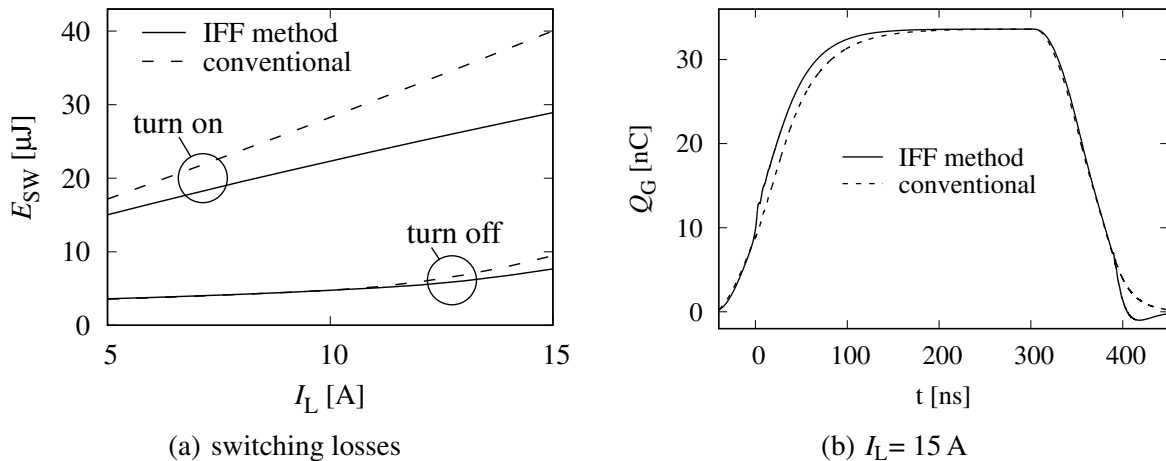 40
30
20
10
0
E_SW [µJ]
IFF method
conventional
turn on
turn off
5
10
15
I_L [A]
(a) switching losses
30
20
10
0
Q_G [nC]
IFF method
conventional
0
100
200
300
400
t [ns]
(b) I_L= 15 A